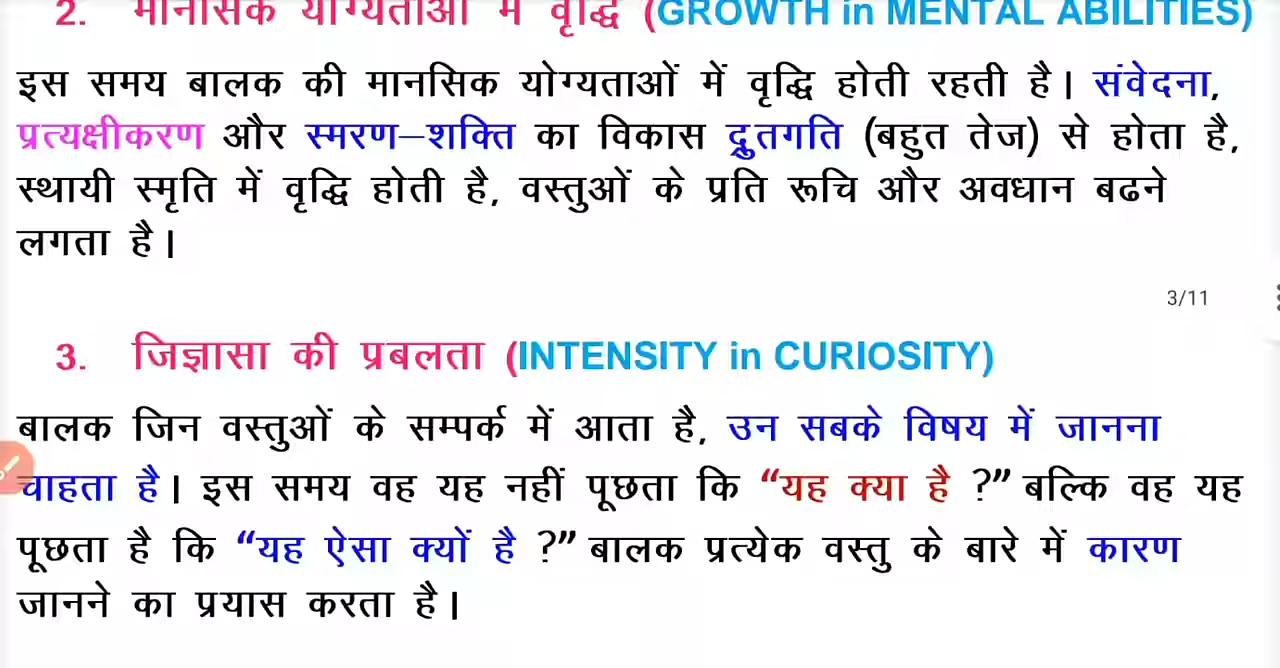 2. मानसिक योग्यताओं में वृद्धि (GROWTH in MENTAL ABILITIES)
इस समय बालक की मानसिक योग्यताओं में वृद्धि होती रहती है। संवेदना,
प्रत्यक्षीकरण और स्मरण–शक्ति का विकास द्रुतगति (बहुत तेज) से होता है,
स्थायी स्मृति में वृद्धि होती है, वस्तुओं के प्रति रूचि और अवधान बढने
लगता है।
3/11
3. जिज्ञासा की प्रबलता (INTENSITY in CURIOSITY)
बालक जिन वस्तुओं के सम्पर्क में आता है, उन सबके विषय में जानना
चाहता है। इस समय वह यह नहीं पूछता कि “यह क्या है ?” बल्कि वह यह
पूछता है कि “यह ऐसा क्यों है ?” बालक प्रत्येक वस्तु के बारे में कारण
जानने का प्रयास करता है।